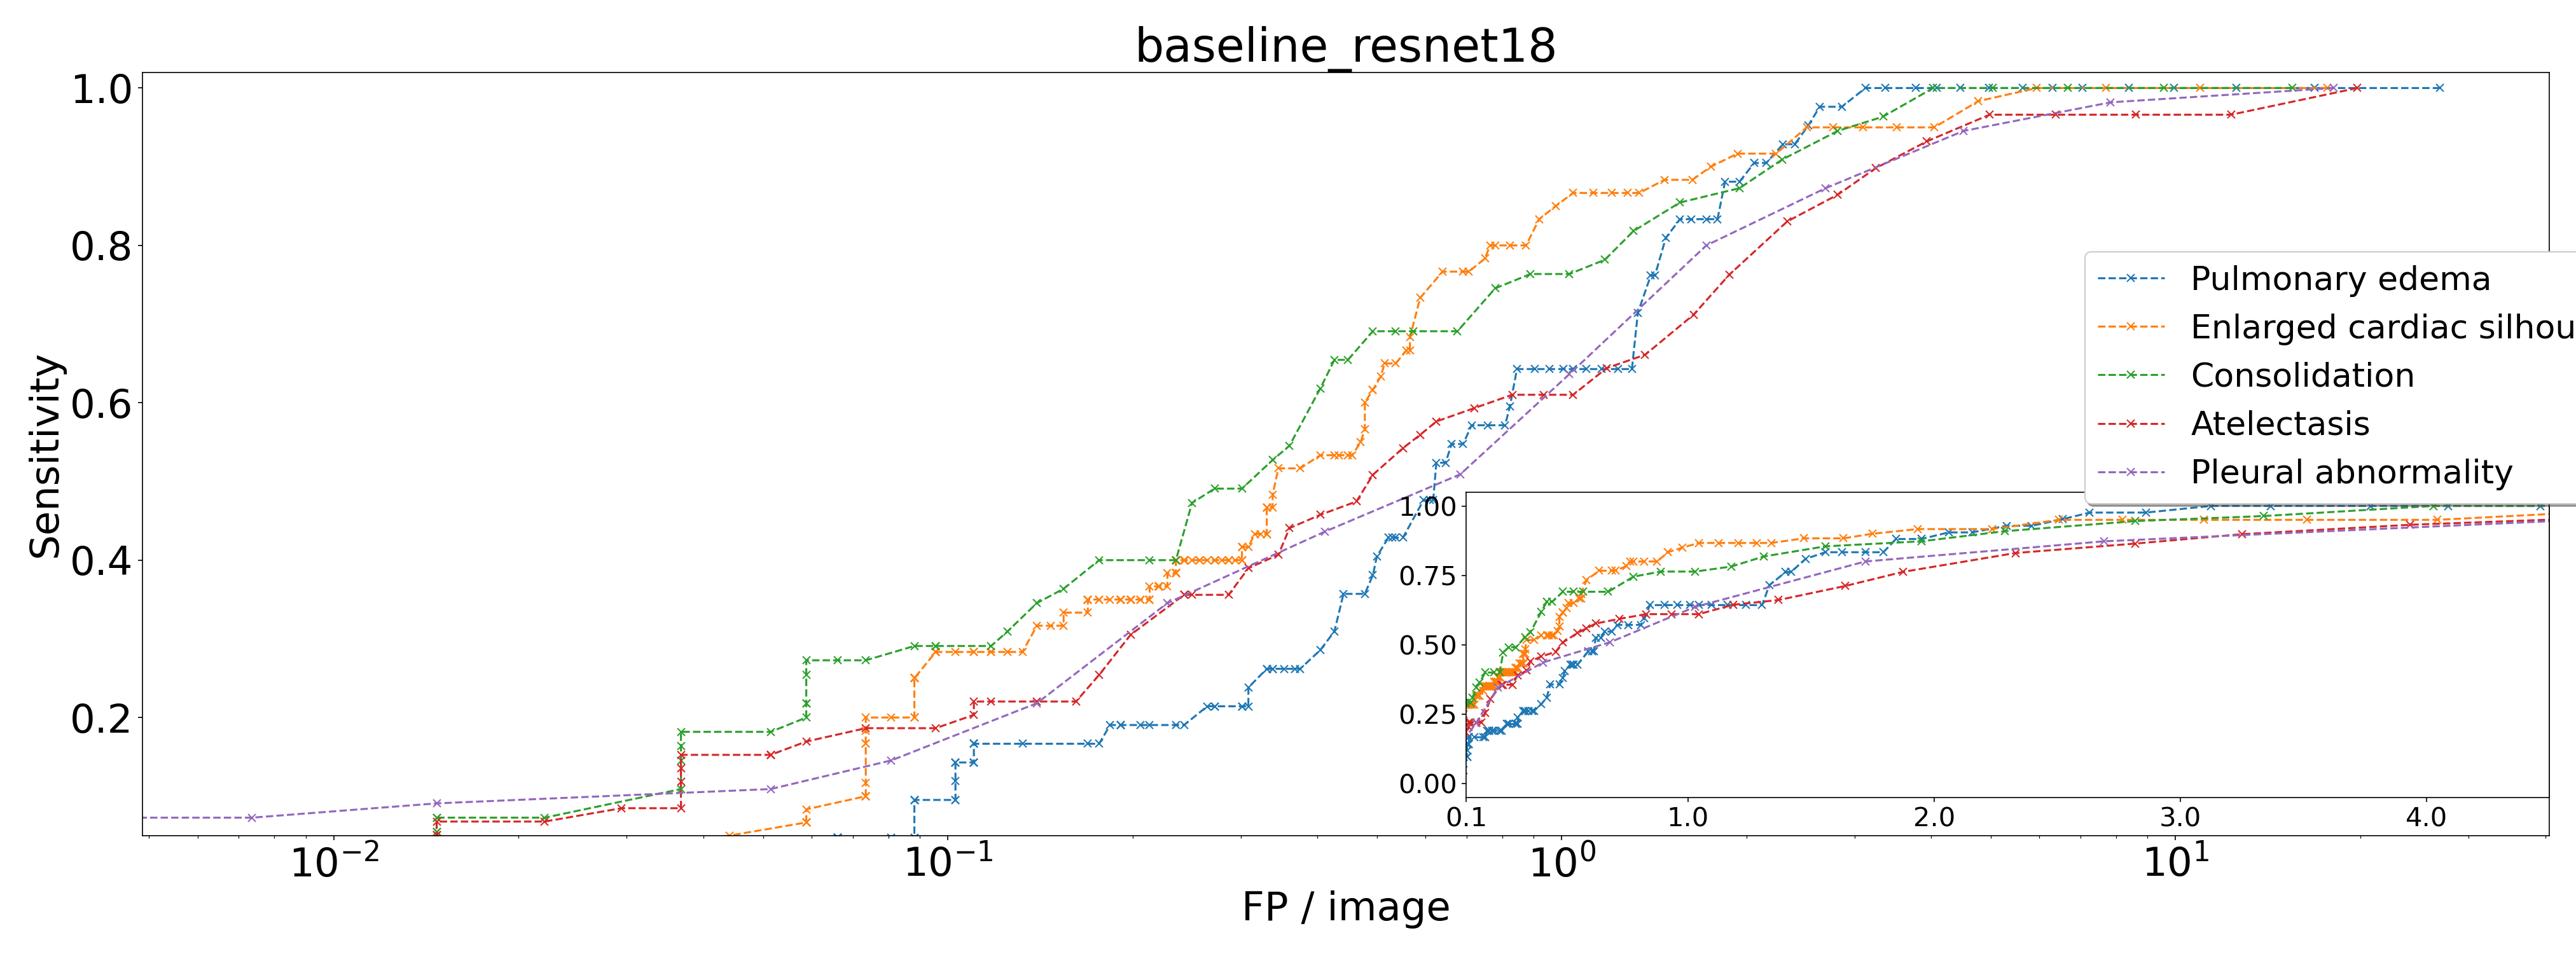 baseline_resnet18
1.0
0.8
0.6
0.4
0.2
Sensitivity
Pulmonary edema
Enlarged cardiac silhou
Consolidation
Atelectasis
Pleural abnormality
1.00
0.75
0.50
0.25
0.00
0.1 1.0 2.0 3.0 4.0
10⁻² 10⁻¹ 10⁰ 10¹
FP / image